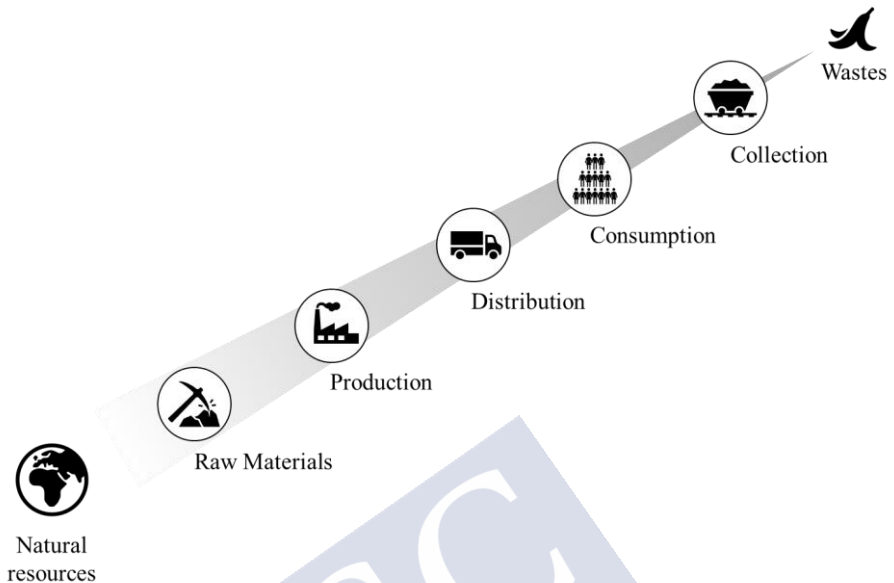 Wastes
Collection
Consumption
Distribution
Production
Raw Materials
Natural
resources